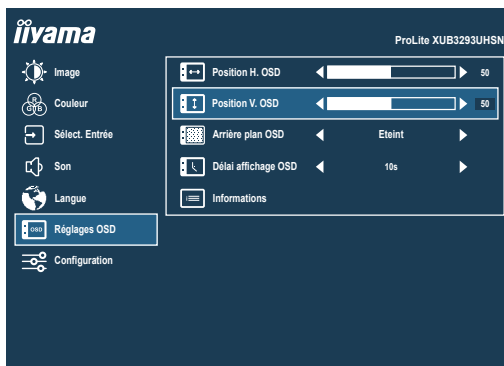 iiyama
ProLite XUB3293UHSN
Image
Couleur
Sélect. Entrée
Son
Langue
Réglages OSD
Configuration
Position H. OSD 50
Position V. OSD 50
Arrière plan OSD Eteint
Délai affichage OSD 10s
Informations
R
G B
OSD